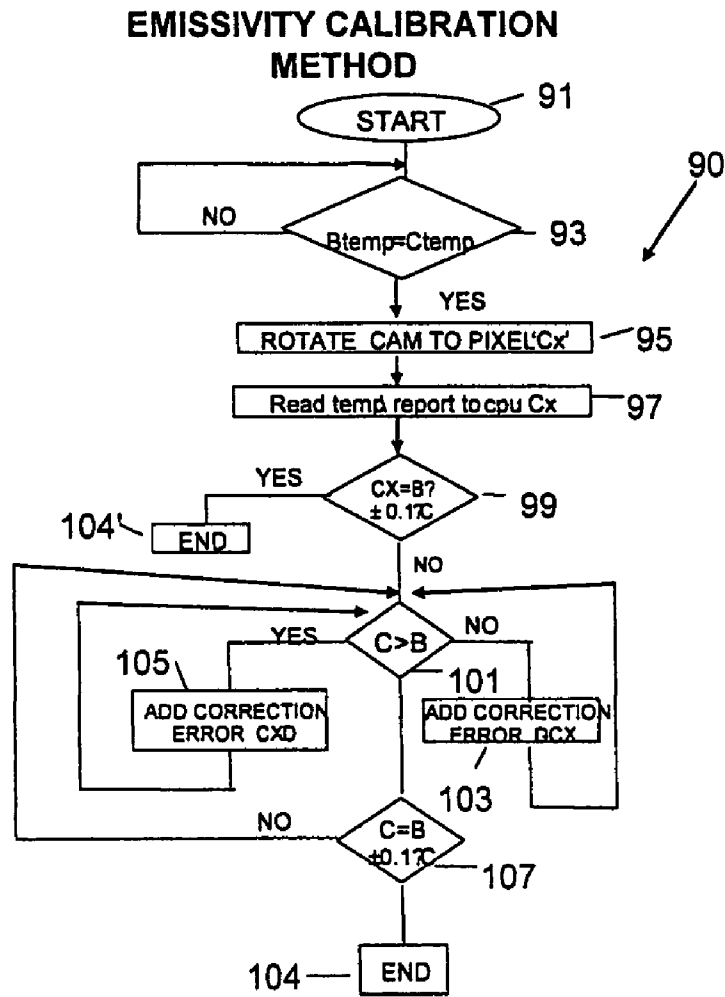 EMISSIVITY CALIBRATION
METHOD
91
START
90
NO
Btemp=Ctemp
93
YES
ROTATE CAM TO PIXEL'Cx'
95
Read temp. report to cpu Cx
97
YES
CX=B?
± 0.1?C
99
104'
END
NO
YES
C>B
NO
105
101
ADD CORRECTION
ERROR CXD
ADD CORRECTION
ERROR DCX
103
NO
C=B
±0.1?C
107
104
END